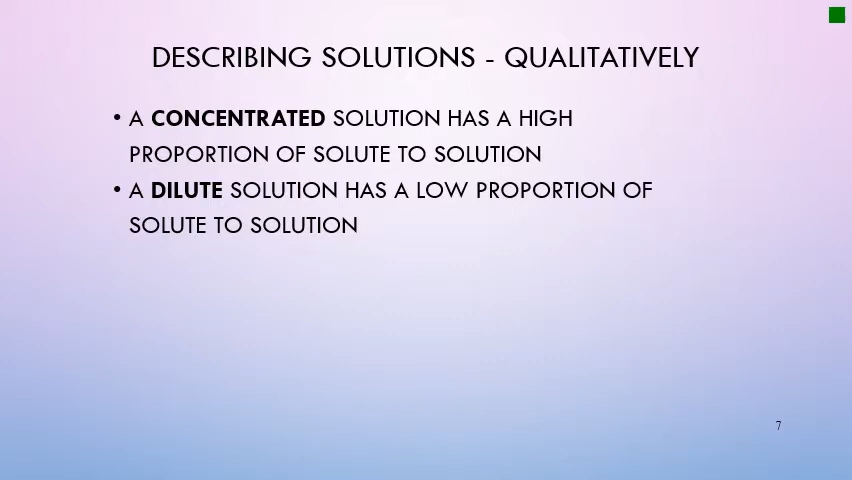 DESCRIBING SOLUTIONS - QUALITATIVELY
• A CONCENTRATED SOLUTION HAS A HIGH
PROPORTION OF SOLUTE TO SOLUTION
• A DILUTE SOLUTION HAS A LOW PROPORTION OF
SOLUTE TO SOLUTION
7